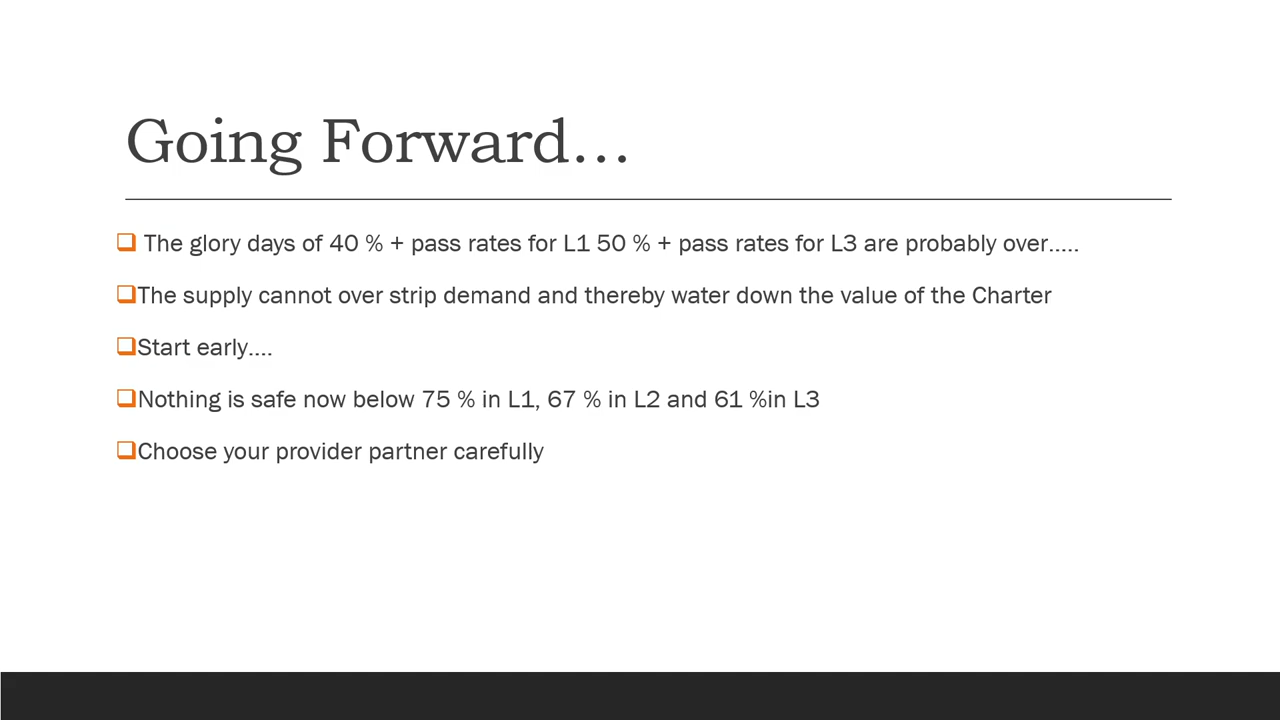 Going Forward...
The glory days of 40 % + pass rates for L1 50 % + pass rates for L3 are probably over.....
The supply cannot over strip demand and thereby water down the value of the Charter
Start early....
Nothing is safe now below 75 % in L1, 67 % in L2 and 61 %in L3
Choose your provider partner carefully